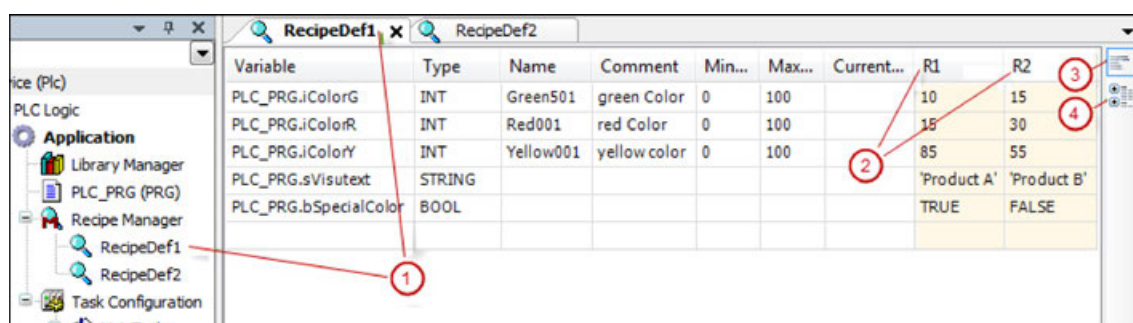 RecipeDef1 RecipeDef2
Variable Type Name Comment Min... Max... Current... R1 R2
PLC_PRG.iColorG INT Green501 green Color 0 100 10 15
PLC_PRG.iColorR INT Red001 red Color 0 100 15 30
PLC_PRG.iColorY INT Yellow001 yellow color 0 100 85 55
PLC_PRG.sVisutext STRING 'Product A' 'Product B'
PLC_PRG.bSpecialColor BOOL TRUE FALSE
(Plc)
PLC Logic
Application
Library Manager
PLC_PRG (PRG)
Recipe Manager
RecipeDef1
RecipeDef2
Task Configuration
1
2
3
4